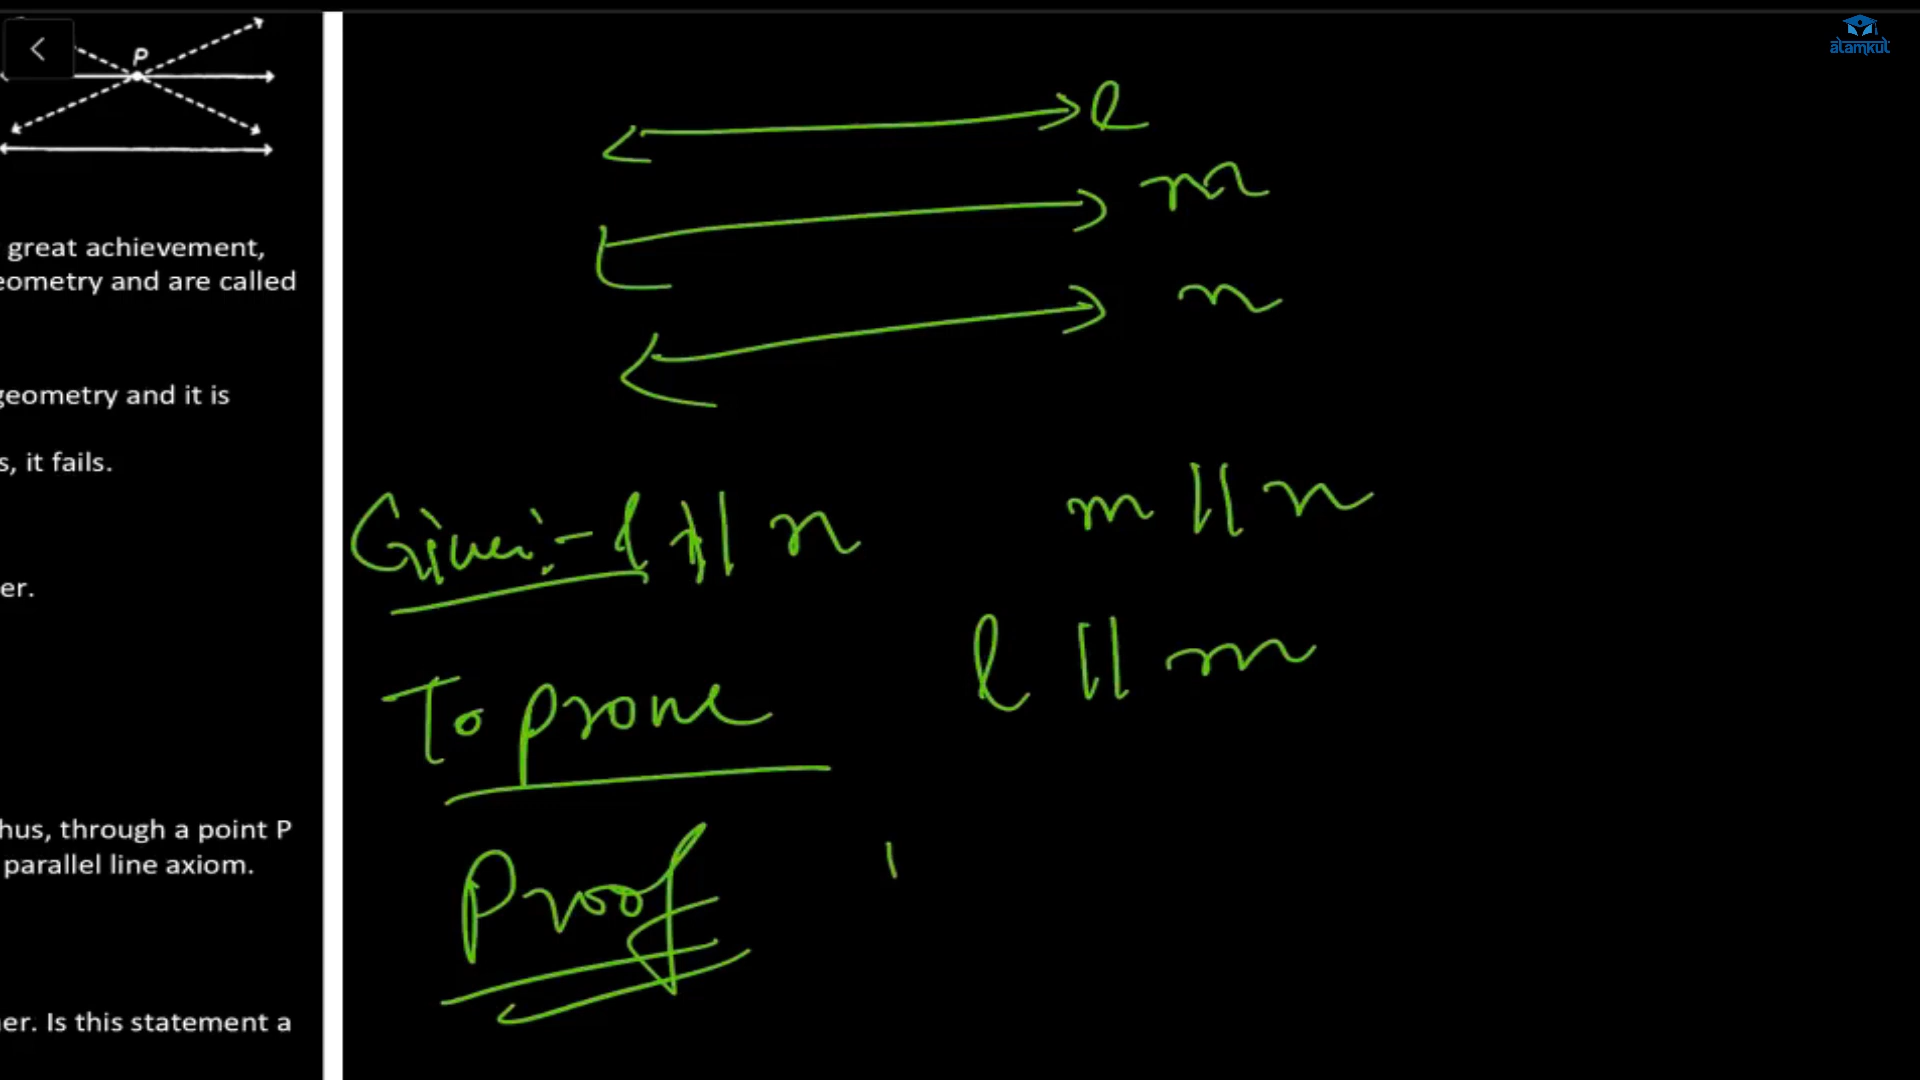 P
great achievement,
eometry and are called
geometry and it is
s, it fails.
er.
hus, through a point P
parallel line axiom.
er. Is this statement a
atamkul
l
m
n
Given:- l || n m || n
To prove l || m
Proof